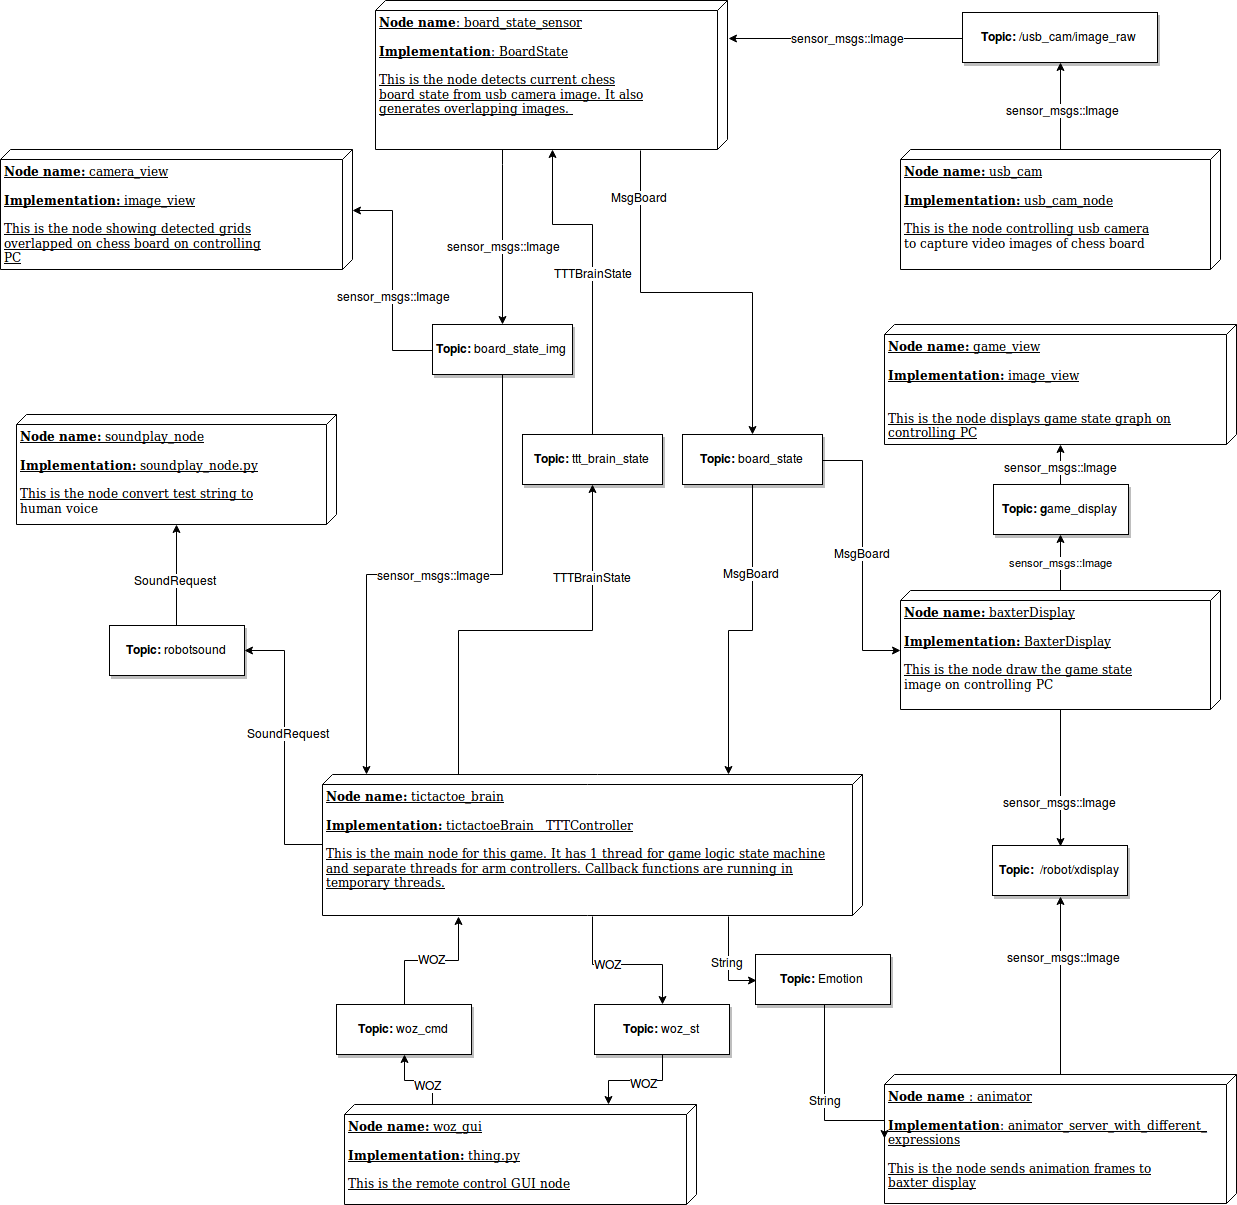 Node name: board_state_sensor
Implementation: BoardState
This is the node detects current chess
board state from usb camera image. It also
generates overlapping images.
sensor_msgs::Image
Topic: /usb_cam/image_raw
sensor_msgs::Image
Node name: usb_cam
Implementation: usb_cam_node
This is the node controlling usb camera
to capture video images of chess board
Node name: camera_view
Implementation: image_view
This is the node showing detected grids
overlapped on chess board on controlling
PC
MsgBoard
sensor_msgs::Image
TTTBrainState
sensor_msgs::Image
Topic: board_state_img
Node name: game_view
Implementation: image_view
This is the node displays game state graph on
controlling PC
Node name: soundplay_node
Implementation: soundplay_node.py
This is the node convert test string to
human voice
Topic: ttt_brain_state
Topic: board_state
sensor_msgs::Image
Topic: game_display
sensor_msgs::Image
MsgBoard
SoundRequest
sensor_msgs::Image
TTTBrainState
MsgBoard
Topic: robotsound
Node name: baxterDisplay
Implementation: BaxterDisplay
This is the node draw the game state
image on controlling PC
SoundRequest
sensor_msgs::Image
Node name: tictactoe_brain
Implementation: tictactoeBrain   TTTController
This is the main node for this game. It has 1 thread for game logic state machine
and separate threads for arm controllers. Callback functions are running in
temporary threads.
Topic: /robot/xdisplay
WOZ
WOZ
String
Topic: Emotion
sensor_msgs::Image
Topic: woz_cmd
Topic: woz_st
WOZ
WOZ
String
Node name: woz_gui
Implementation: thing.py
This is the remote control GUI node
Node name : animator
Implementation: animator_server_with_different_
expressions
This is the node sends animation frames to
baxter display